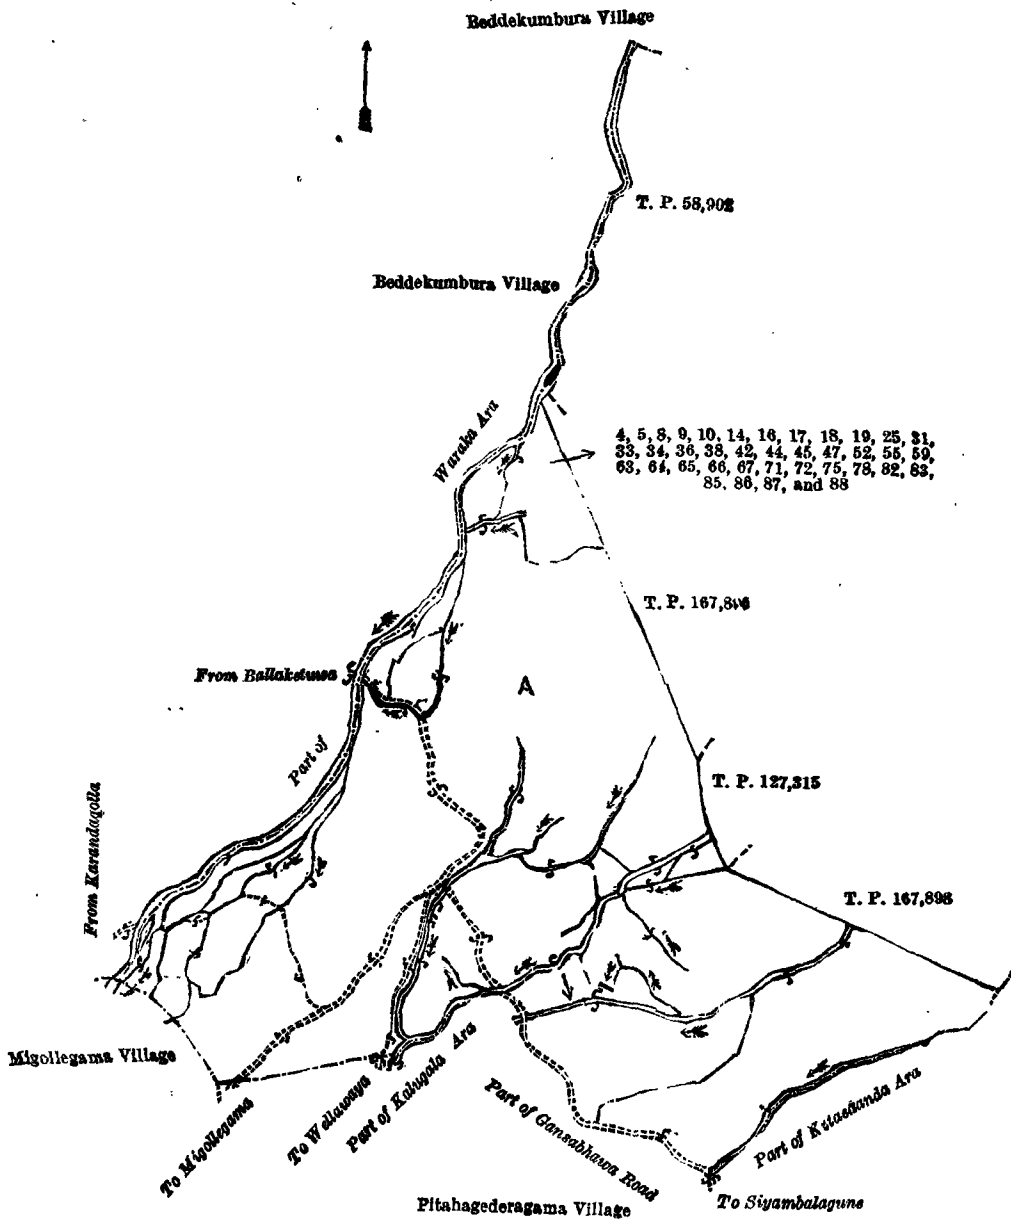 Beddekumbura Village
T. P. 58,902
Beddekumbura Village
Waraka Ara
4, 5, 8, 9, 10, 14, 16, 17, 18, 19, 25, 31,
33, 34, 36, 38, 42, 44, 45, 47, 52, 55, 59,
63, 64, 65, 66, 67, 71, 72, 75, 78, 82, 83,
85, 86, 87, and 88
T. P.
From Ballaketuwa
A
Part of
T. P. 127,315
From Karandagolla
T. P. 167,898
Migollegama Village
To Migollegama
To Wellawaya
Part of Kalugala Ara
Part of Gansabhawa Road
Part of Ara
To Siyambalagune
Pitahagederagama Village